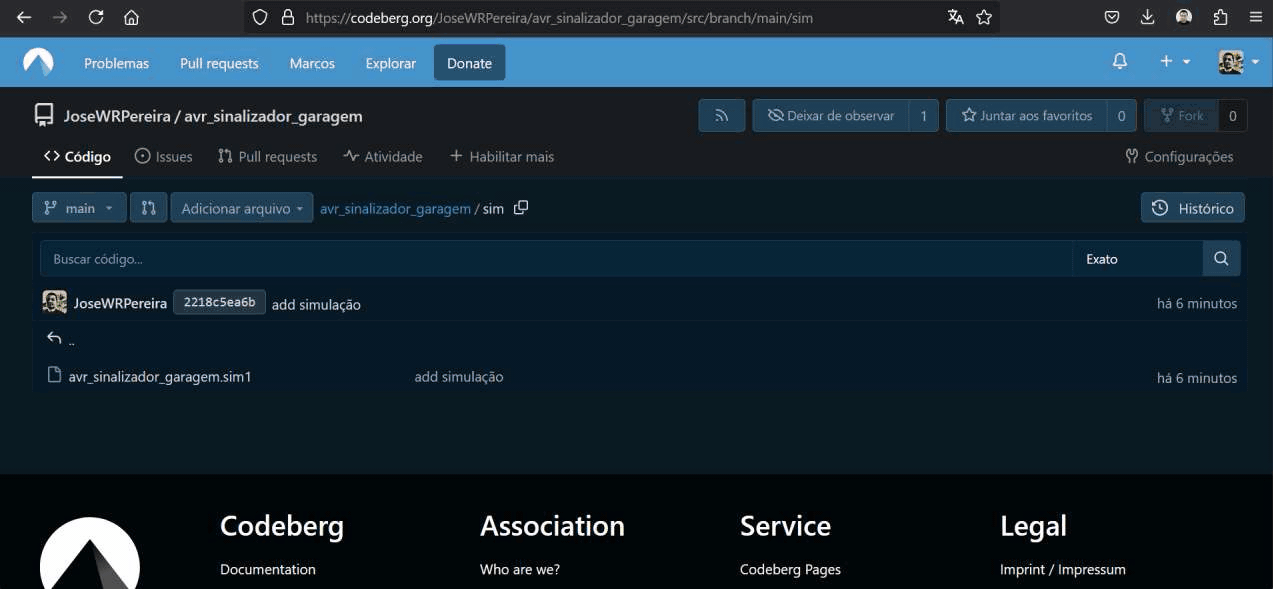 https://codeberg.org/JoseWRPereira/avr_sinalizador_garagem/src/branch/main/sim
Problemas Pull requests Marcos Explorar Donate
JoseWRPereira / avr_sinalizador_garagem Deixar de observar 1 Juntar aos favoritos 0 Fork 0
Código Issues Pull requests Atividade Habilitar mais Configurações
main Adicionar arquivo avr_sinalizador_garagem / sim Histórico
Buscar código... Exato
JoseWRPereira 2218c5ea6b add simulação há 6 minutos
..
avr_sinalizador_garagem.sim1 add simulação há 6 minutos
Codeberg Association Service Legal
Documentation Who are we? Codeberg Pages Imprint / Impressum